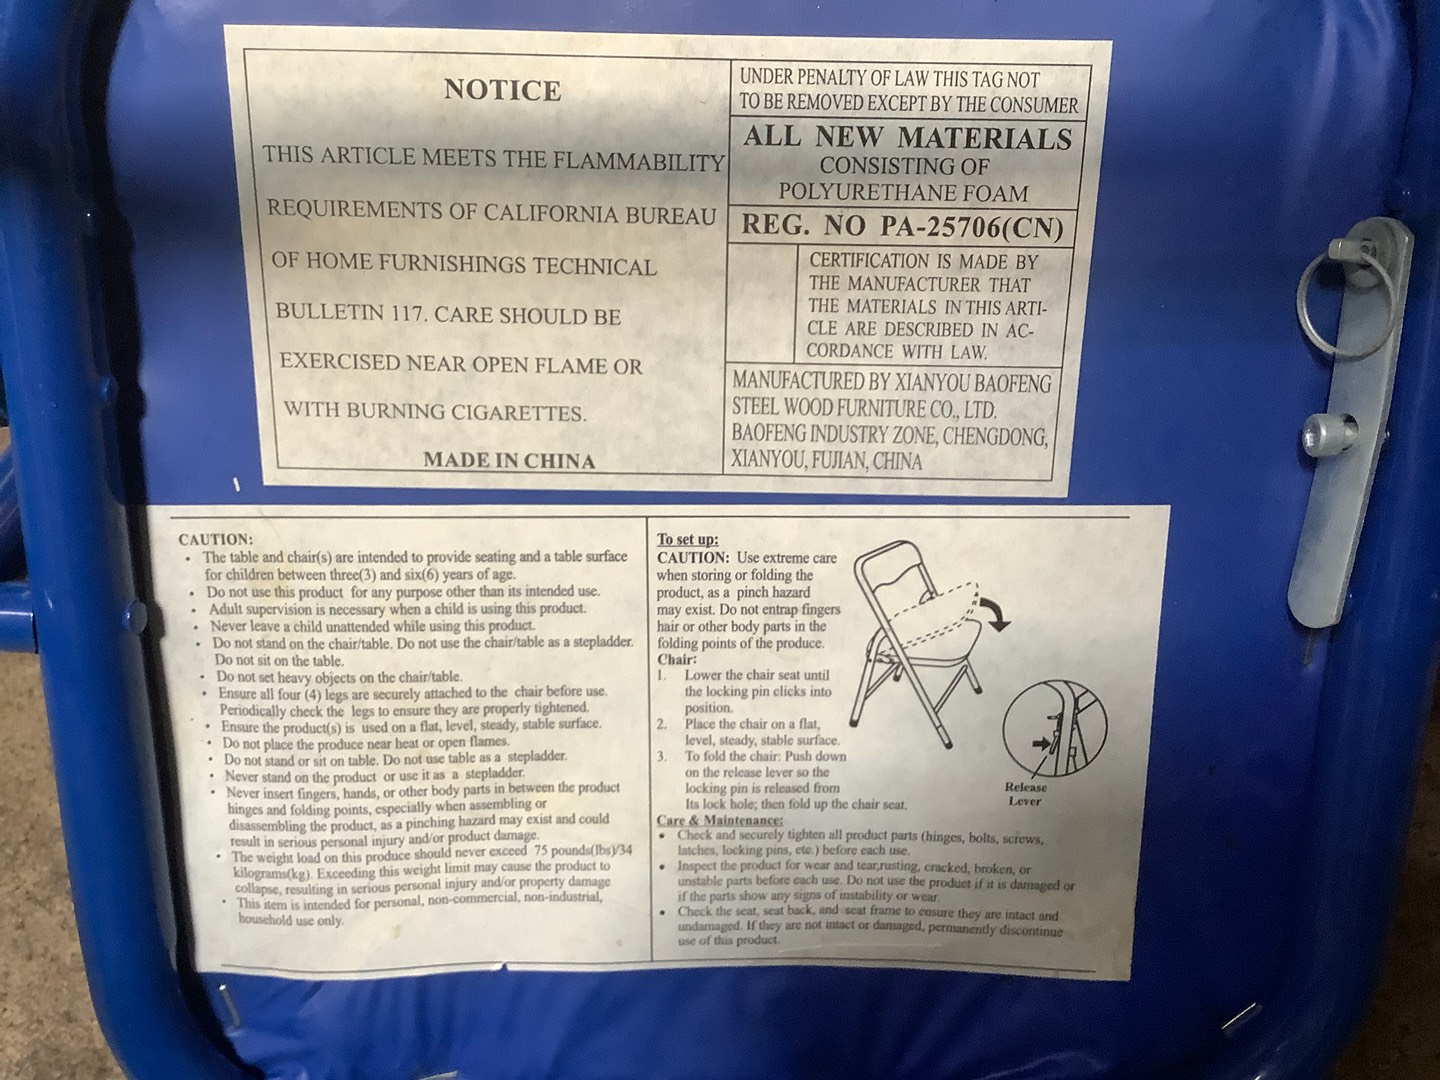 NOTICE
THIS ARTICLE MEETS THE FLAMMABILITY
REQUIREMENTS OF CALIFORNIA BUREAU
OF HOME FURNISHINGS TECHNICAL
BULLETIN 117. CARE SHOULD BE
EXERCISED NEAR OPEN FLAME OR
WITH BURNING CIGARETTES.
MADE IN CHINA
UNDER PENALTY OF LAW THIS TAG NOT
TO BE REMOVED EXCEPT BY THE CONSUMER
ALL NEW MATERIALS
CONSISTING OF
POLYURETHANE FOAM
REG. NO PA-25706(CN)
CERTIFICATION IS MADE BY
THE MANUFACTURER THAT
THE MATERIALS IN THIS ARTI-
CLE ARE DESCRIBED IN AC-
CORDANCE WITH LAW.
MANUFACTURED BY XIANYOU BAOFENG
STEEL WOOD FURNITURE CO., LTD.
BAOFENG INDUSTRY ZONE, CHENGDONG,
XIANYOU, FUJIAN, CHINA
CAUTION:
• The table and chair(s) are intended to provide seating and a table surface
for children between three(3) and six(6) years of age.
• Do not use this product for any purpose other than its intended use.
• Adult supervision is necessary when a child is using this product.
• Never leave a child unattended while using this product.
• Do not stand on the chair/table. Do not use the chair/table as a stepladder.
Do not sit on the table.
• Do not set heavy objects on the chair/table.
• Ensure all four (4) legs are securely attached to the chair before use.
Periodically check the legs to ensure they are properly tightened.
• Ensure the product(s) is used on a flat, level, steady, stable surface.
• Do not place the produce near heat or open flames.
• Do not stand or sit on table. Do not use table as a stepladder.
• Never stand on the product or use it as a stepladder.
• Never insert fingers, hands, or other body parts in between the product
hinges and folding points, especially when assembling or
disassembling the product, as a pinching hazard may exist and could
result in serious personal injury and/or product damage.
• The weight load on this produce should never exceed 75 pounds(lbs)/34
kilograms(kg). Exceeding this weight limit may cause the product to
collapse, resulting in serious personal injury and/or property damage
• This item is intended for personal, non-commercial, non-industrial,
household use only.
To set up:
CAUTION: Use extreme care
when storing or folding the
product, as a pinch hazard
may exist. Do not entrap fingers
hair or other body parts in the
folding points of the produce.
Chair:
1. Lower the chair seat until
the locking pin clicks into
position.
2. Place the chair on a flat,
level, steady, stable surface.
3. To fold the chair: Push down
on the release lever so the
locking pin is released from
Its lock hole; then fold up the chair seat.
Release
Lever
Care & Maintenance:
• Check and securely tighten all product parts (hinges, bolts, screws,
latches, locking pins, etc.) before each use.
• Inspect the product for wear and tear,rusting, cracked, broken, or
unstable parts before each use. Do not use the product if it is damaged or
if the parts show any signs of instability or wear.
• Check the seat, seat back, and seat frame to ensure they are intact and
undamaged. If they are not intact or damaged, permanently discontinue
use of this product.